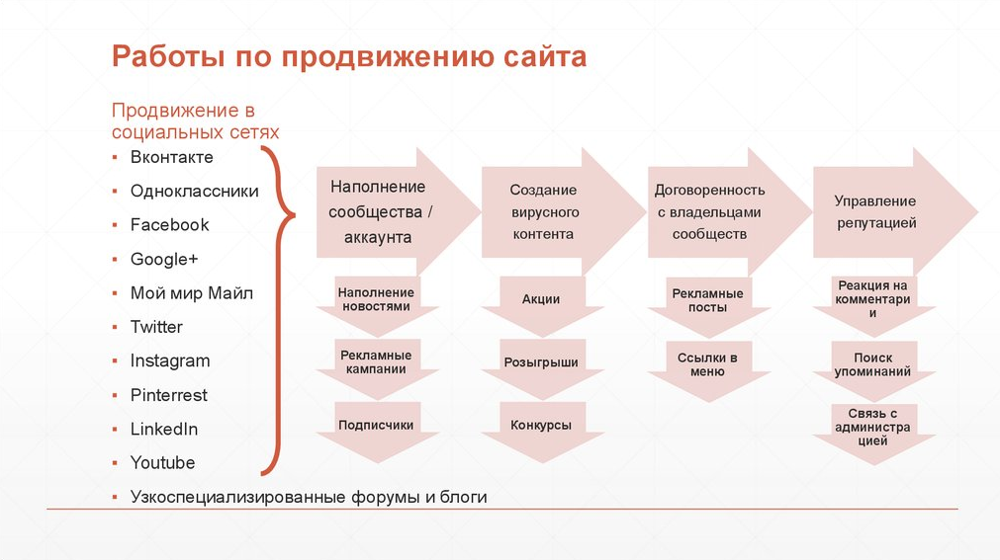 Работы по продвижению сайта
Продвижение в
социальных сетях
Вконтакте
Одноклассники
Facebook
Google+
Мой мир Майл
Twitter
Instagram
Pinterrest
LinkedIn
Youtube
Узкоспециализированные форумы и блоги
Наполнение
сообщества /
аккаунта
Наполнение
новостями
Рекламные
кампании
Подписчики
Создание
вирусного
контента
Акции
Розыгрыши
Конкурсы
Договоренность
с владельцами
сообществ
Рекламные
посты
Ссылки в
меню
Управление
репутацией
Реакция на
комментари
и
Поиск
упоминаний
Связь с
администра
цией